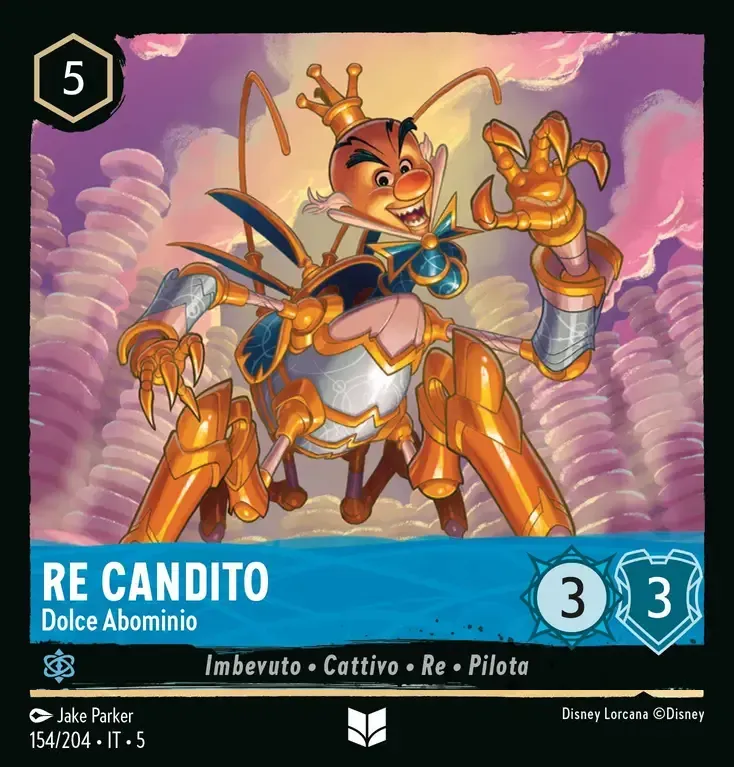 5
RE CANDITO
Dolce Abominio
3
3
Imbevuto • Cattivo • Re • Pilota
Jake Parker
Disney Lorcana ©Disney
154/204 • IT • 5